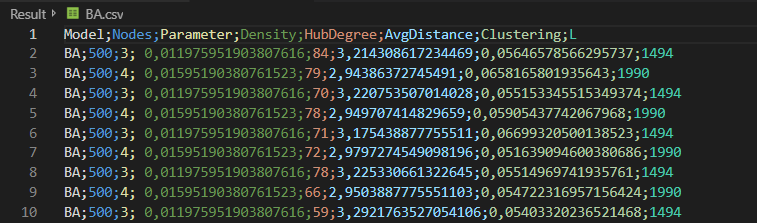 Result > BA.csv
1 Model;Nodes;Parameter;Density;HubDegree;AvgDistance;Clustering;L
2 BA;500;3; 0,011975951903807616;84;3,214308617234469;0,05646578566295737;1494
3 BA;500;4; 0,01595190380761523;79;2,94386372745491;0,0658165801935643;1990
4 BA;500;3; 0,011975951903807616;70;3,220753507014028;0,055153345515349374;1494
5 BA;500;4; 0,01595190380761523;78;2,949707414829659;0,05905437742067968;1990
6 BA;500;3; 0,011975951903807616;71;3,175438877755511;0,06699320500138523;1494
7 BA;500;4; 0,01595190380761523;72;2,9797274549098196;0,051639094600380686;1990
8 BA;500;3; 0,011975951903807616;78;3,225330661322645;0,05514969741935761;1494
9 BA;500;4; 0,01595190380761523;66;2,9503887775551103;0,054722316957156424;1990
10 BA;500;3; 0,011975951903807616;59;3,2921763527054106;0,05403320236521468;1494